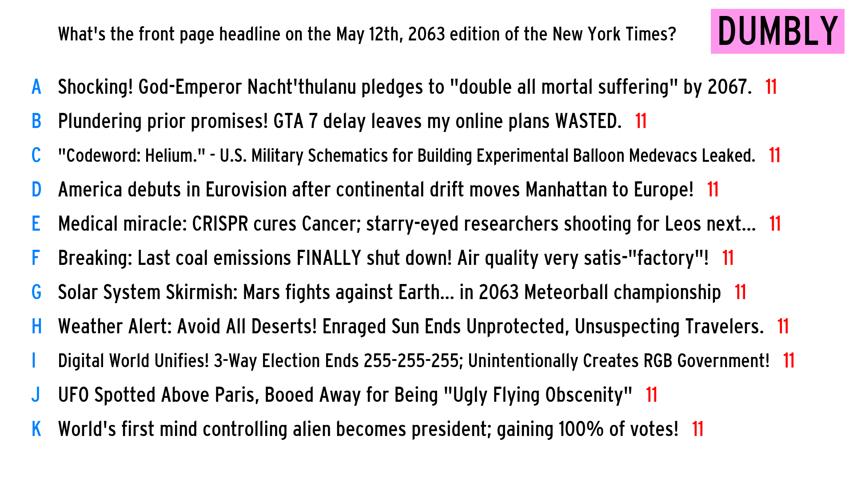 What's the front page headline on the May 12th, 2063 edition of the New York Times?
DUMBLY
A Shocking! God-Emperor Nacht'thulanu pledges to "double all mortal suffering" by 2067. 11
B Plundering prior promises! GTA 7 delay leaves my online plans WASTED. 11
C "Codeword: Helium." - U.S. Military Schematics for Building Experimental Balloon Medevacs Leaked. 11
D America debuts in Eurovision after continental drift moves Manhattan to Europe! 11
E Medical miracle: CRISPR cures Cancer; starry-eyed researchers shooting for Leos next... 11
F Breaking: Last coal emissions FINALLY shut down! Air quality very satis-"factory"! 11
G Solar System Skirmish: Mars fights against Earth... in 2063 Meteorball championship 11
H Weather Alert: Avoid All Deserts! Enraged Sun Ends Unprotected, Unsuspecting Travelers. 11
I Digital World Unifies! 3-Way Election Ends 255-255-255; Unintentionally Creates RGB Government! 11
J UFO Spotted Above Paris, Booed Away for Being "Ugly Flying Obscenity" 11
K World's first mind controlling alien becomes president; gaining 100% of votes! 11